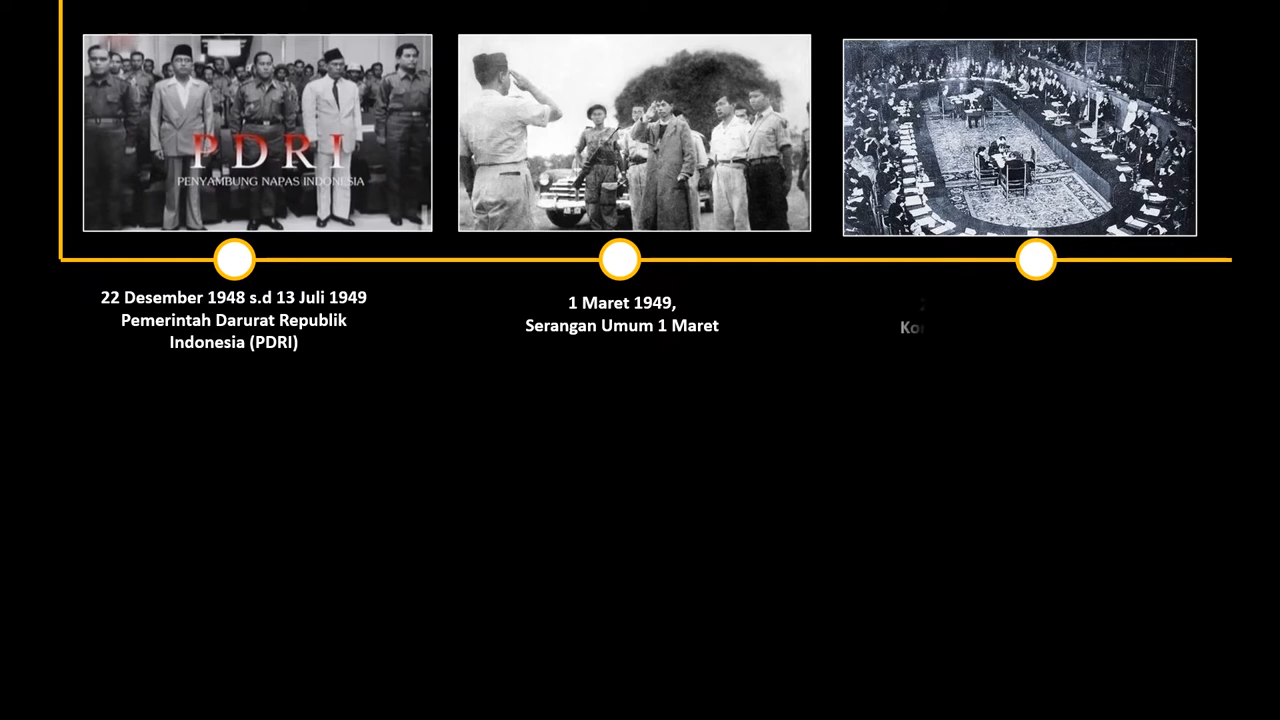 PDRI
PENYAMBUNG NAPAS INDONESIA
22 Desember 1948 s.d 13 Juli 1949
Pemerintah Darurat Republik
Indonesia (PDRI)
1 Maret 1949,
Serangan Umum 1 Maret